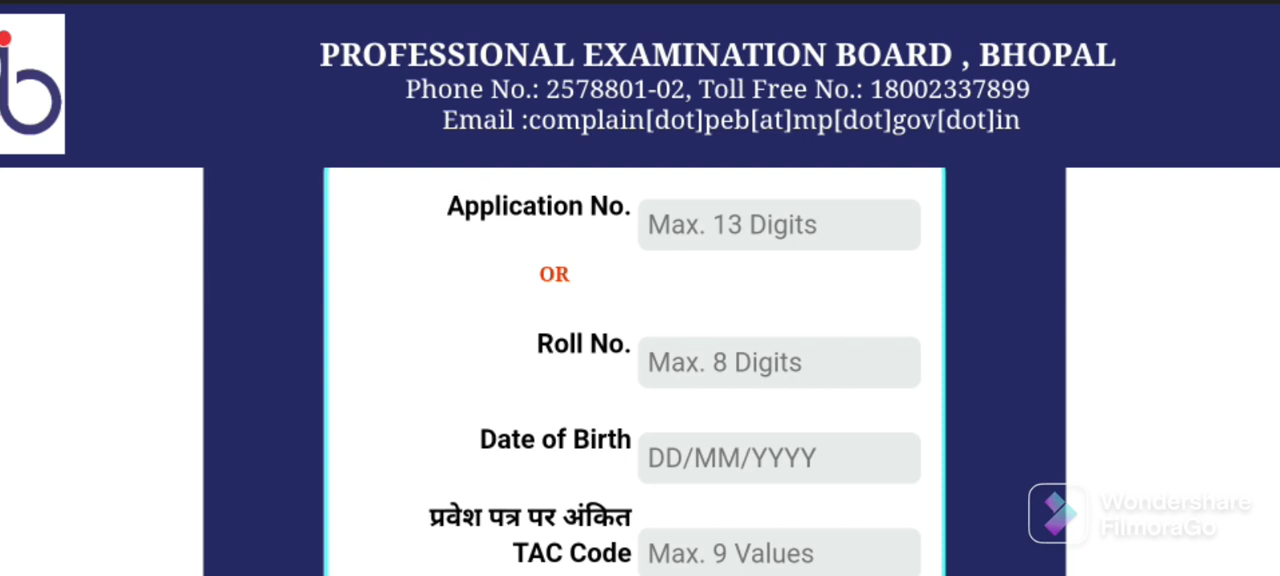 PROFESSIONAL EXAMINATION BOARD , BHOPAL
Phone No.: 2578801-02, Toll Free No.: 18002337899
Email :complain[dot]peb[at]mp[dot]gov[dot]in
Application No.
Max. 13 Digits
OR
Roll No.
Max. 8 Digits
Date of Birth
DD/MM/YYYY
प्रवेश पत्र पर अंकित
TAC Code
Max. 9 Values
Wondershare
FilmoraGo